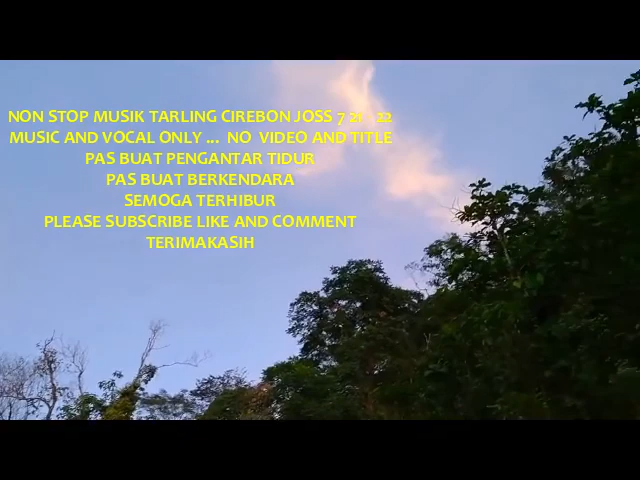 NON STOP MUSIK TARLING CIREBON JOSS 7 21 22
MUSIC AND VOCAL ONLY ... NO VIDEO AND TITLE
PAS BUAT PENGANTAR TIDUR
PAS BUAT BERKENDARA
SEMOGA TERHIBUR
PLEASE SUBSCRIBE LIKE AND COMMENT
TERIMAKASIH